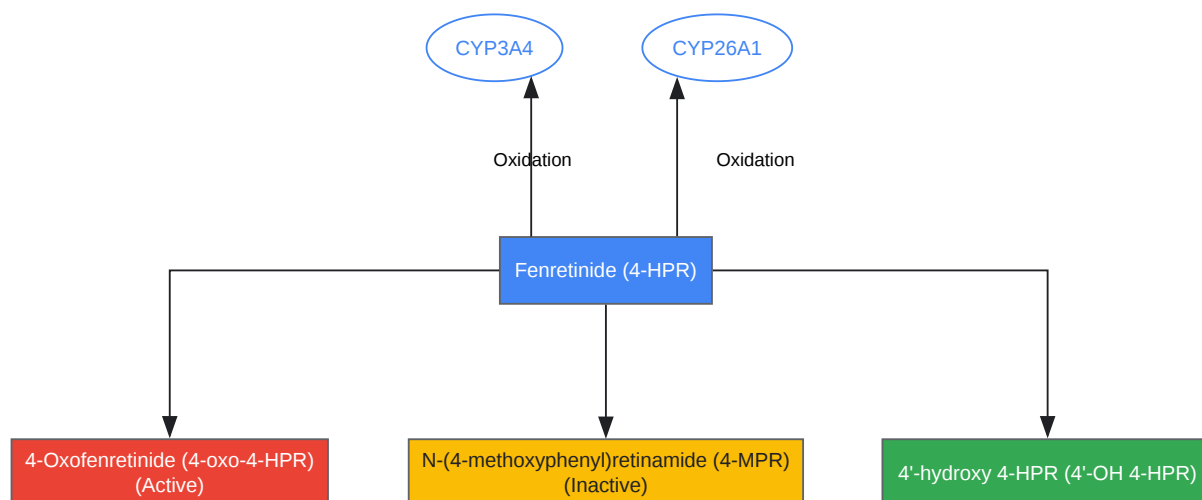 CYP3A4
CYP26A1
Oxidation
Oxidation
Fenretinide (4-HPR)
4-Oxofenretinide (4-oxo-4-HPR)
(Active)
N-(4-methoxyphenyl)retinamide (4-MPR)
(Inactive)
4'-hydroxy 4-HPR (4'-OH 4-HPR)